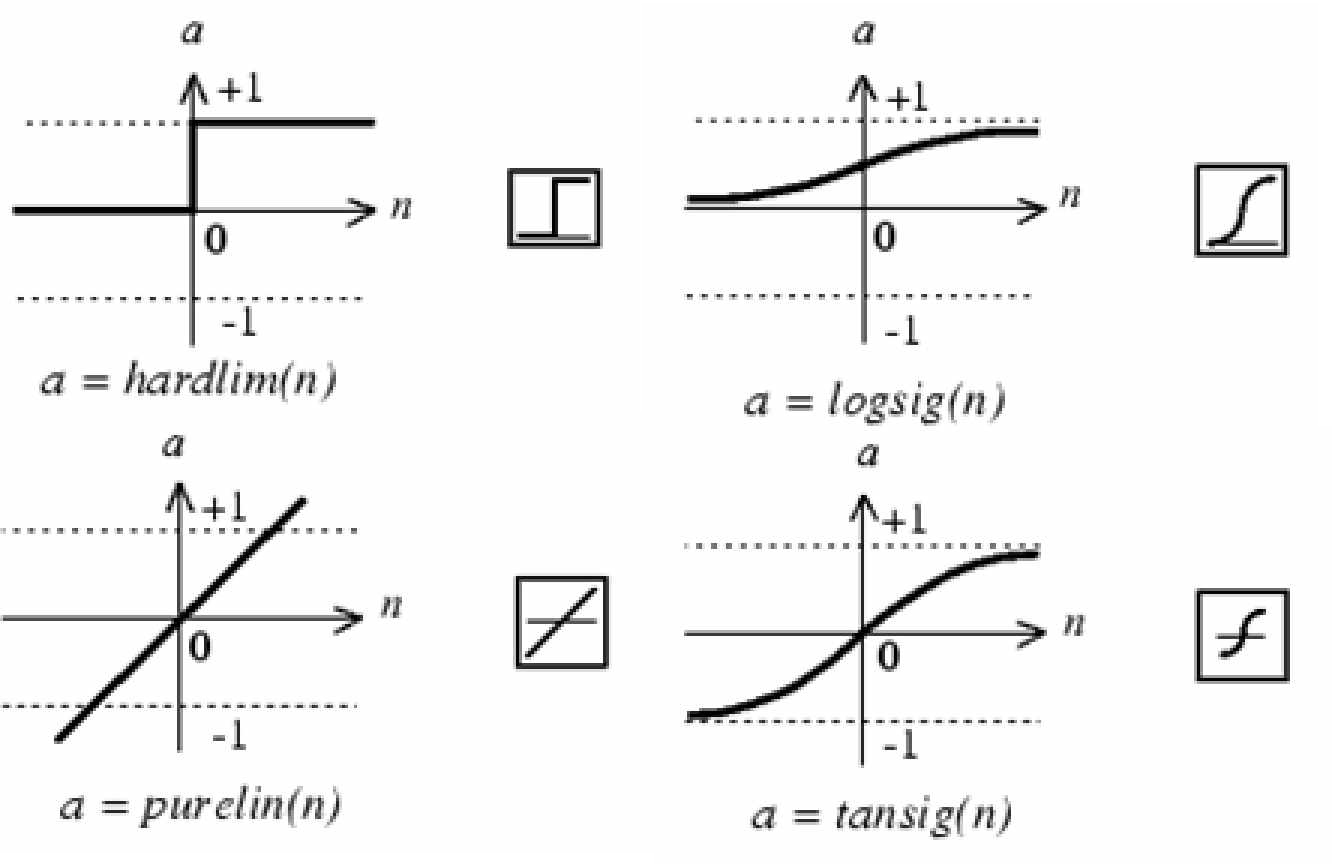 a
+1
n
0
-1
a = hardlim(n)
a
+1
n
0
-1
a = logsig(n)
a
+1
n
0
-1
a = purelin(n)
a
+1
n
0
-1
a = tansig(n)